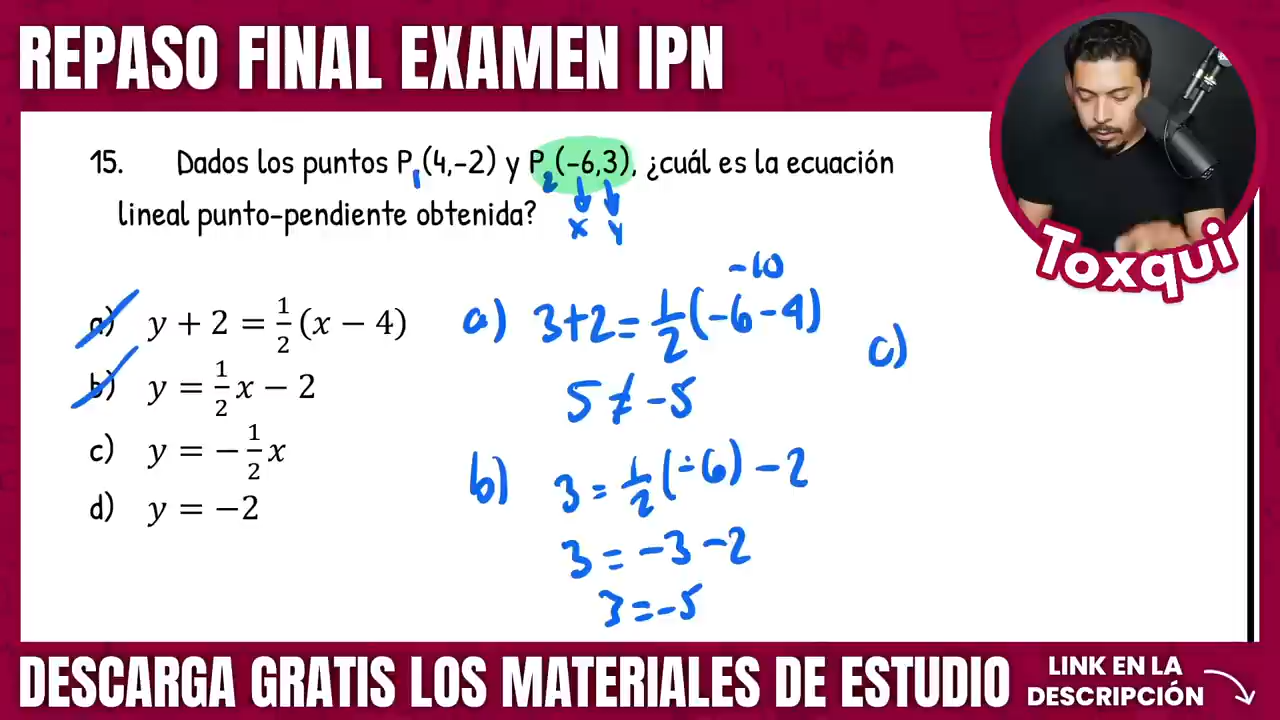 REPASO FINAL EXAMEN IPN
15. Dados los puntos P₁(4,-2) y P₂(-6,3), ¿cuál es la ecuación
lineal punto-pendiente obtenida?
x y
a) y + 2 = 1/2 (x − 4)
b) y = 1/2 x − 2
c) y = − 1/2 x
d) y = −2
-10
a) 3+2 = 1/2 (-6-4)
5 ≠ -5
b) 3 = 1/2 (-6) - 2
3 = -3 - 2
3 = -5
c)
Toxqui
DESCARGA GRATIS LOS MATERIALES DE ESTUDIO
LINK EN LA
DESCRIPCIÓN